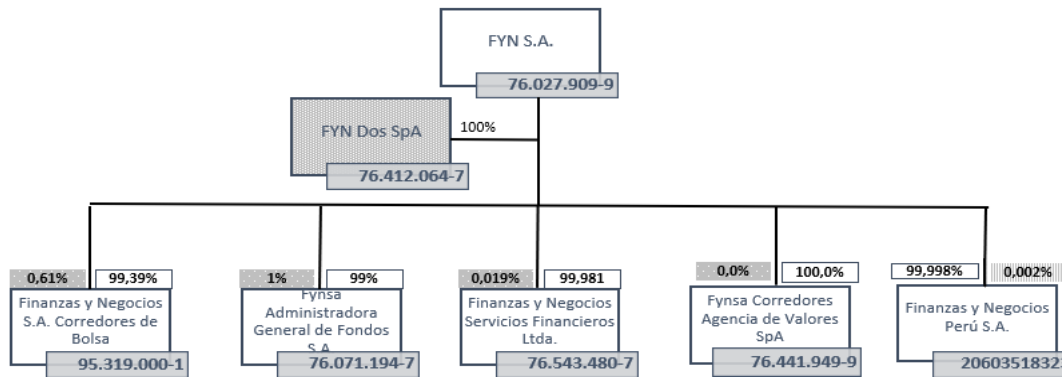 FYN S.A.
76.027.909-9
FYN Dos SpA
100%
76.412.064-7
0,61% 99,39% 1% 99% 0,019% 99,981 0,0% 100,0% 99,998% 0,002%
Finanzas y Negocios
S.A. Corredores de
Bolsa
95.319.000-1
Fynsa
Administradora
General de Fondos
S.A.
76.071.194-7
Finanzas y Negocios
Servicios Financieros
Ltda.
76.543.480-7
Fynsa Corredores
Agencia de Valores
SpA
76.441.949-9
Finanzas y Negocios
Perú S.A.
2060351832